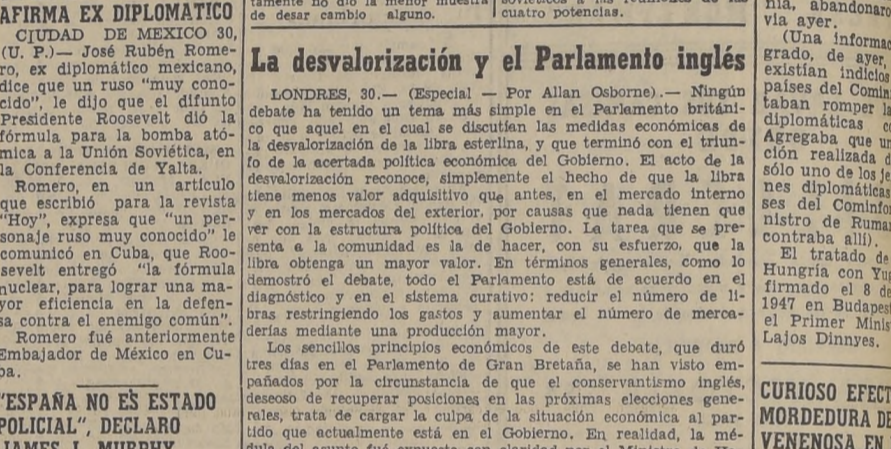 AFIRMA EX DIPLOMATICO
CIUDAD DE MEXICO 30,
(U. P.)— José Rubén Rome-
ro, ex diplomático mexicano,
dice que un ruso "muy cono-
cido", le dijo que el difunto
Presidente Roosevelt dió la
fórmula para la bomba ató-
mica a la Unión Soviética, en
la Conferencia de Yalta.
Romero, en un artículo
que escribió para la revista
"Hoy", expresa que "un per-
sonaje ruso muy conocido" le
comunicó en Cuba, que Roo-
sevelt entregó "la fórmula
nuclear, para lograr una ma-
yor eficiencia en la defen-
sa contra el enemigo común".
Romero fué anteriormente
Embajador de México en Cu-
ba.
"ESPAÑA NO ES ESTADO
POLICIAL", DECLARO
JAMES J. MURPHY
tamente no dió la menor muestra
de desar cambio alguno.
cuatro potencias.
La desvalorización y el Parlamento inglés
LONDRES, 30.— (Especial — Por Allan Osborne).— Ningún
debate ha tenido un tema más simple en el Parlamento británi-
co que aquel en el cual se discutían las medidas económicas de
la desvalorización de la libra esterlina, y que terminó con el triun-
fo de la acertada política económica del Gobierno. El acto de la
desvalorización reconoce, simplemente el hecho de que la libra
tiene menos valor adquisitivo que antes, en el mercado interno
y en los mercados del exterior, por causas que nada tienen que
ver con la estructura política del Gobierno. La tarea que se pre-
senta a la comunidad es la de hacer, con su esfuerzo, que la
libra obtenga un mayor valor. En términos generales, como lo
demostró el debate, todo el Parlamento está de acuerdo en el
diagnóstico y en el sistema curativo: reducir el número de li-
bras restringiendo los gastos y aumentar el número de merca-
derías mediante una producción mayor.
Los sencillos principios económicos de este debate, que duró
tres días en el Parlamento de Gran Bretaña, se han visto em-
pañados por la circunstancia de que el conservantismo inglés,
deseoso de recuperar posiciones en las próximas elecciones gene-
rales, trata de cargar la culpa de la situación económica al par-
tido que actualmente está en el Gobierno. En realidad, la mé-
nia, abandonaro
vía ayer.
(Una informa
grado, de ayer,
existían indicios
países del Comin
taban romper l
diplomáticas
Agregaba que u
ción realizada
sólo uno de los je
nes diplomáticas
ses del Cominfo
nistro de Ruma
contraba allí).
El tratado de
Hungría con Yu
firmado el 8 de
1947 en Budapes
el Primer Minis
Lajos Dinnyes.
CURIOSO EFECT
MORDEDURA DE
VENENOSA EN